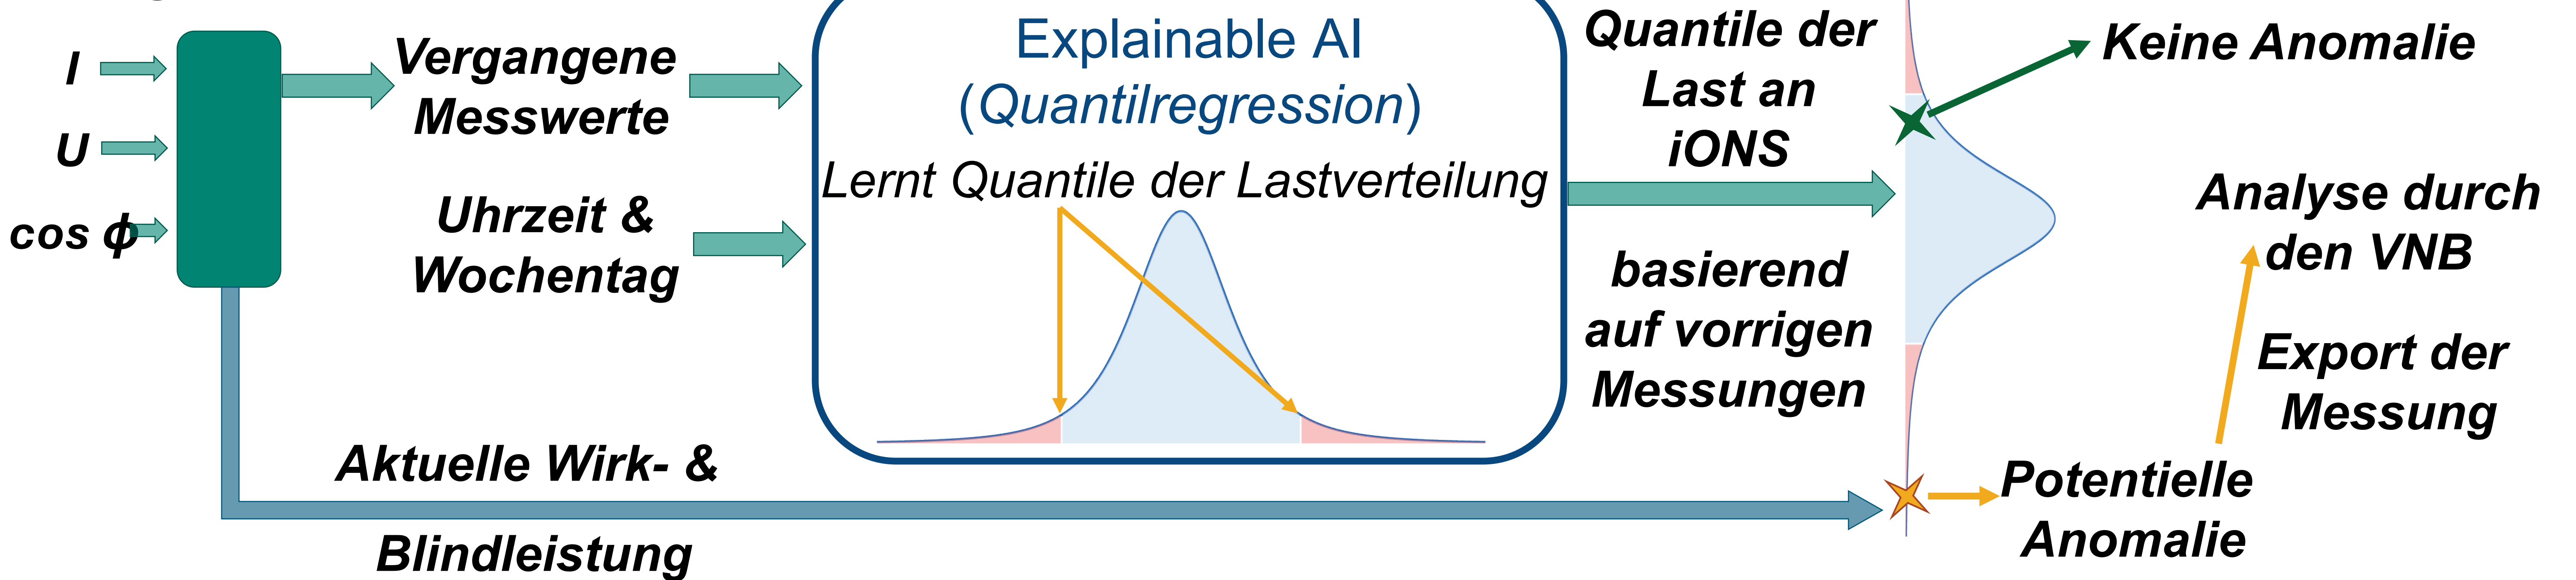 I
U
cos ϕ
Vergangene
Messwerte
Uhrzeit &
Wochentag
Aktuelle Wirk- &
Blindleistung
Explainable AI
(Quantilregression)
Lernt Quantile der Lastverteilung
Quantile der
Last an
iONS
basierend
auf vorrigen
Messungen
Keine Anomalie
Analyse durch
den VNB
Export der
Messung
Potentielle
Anomalie